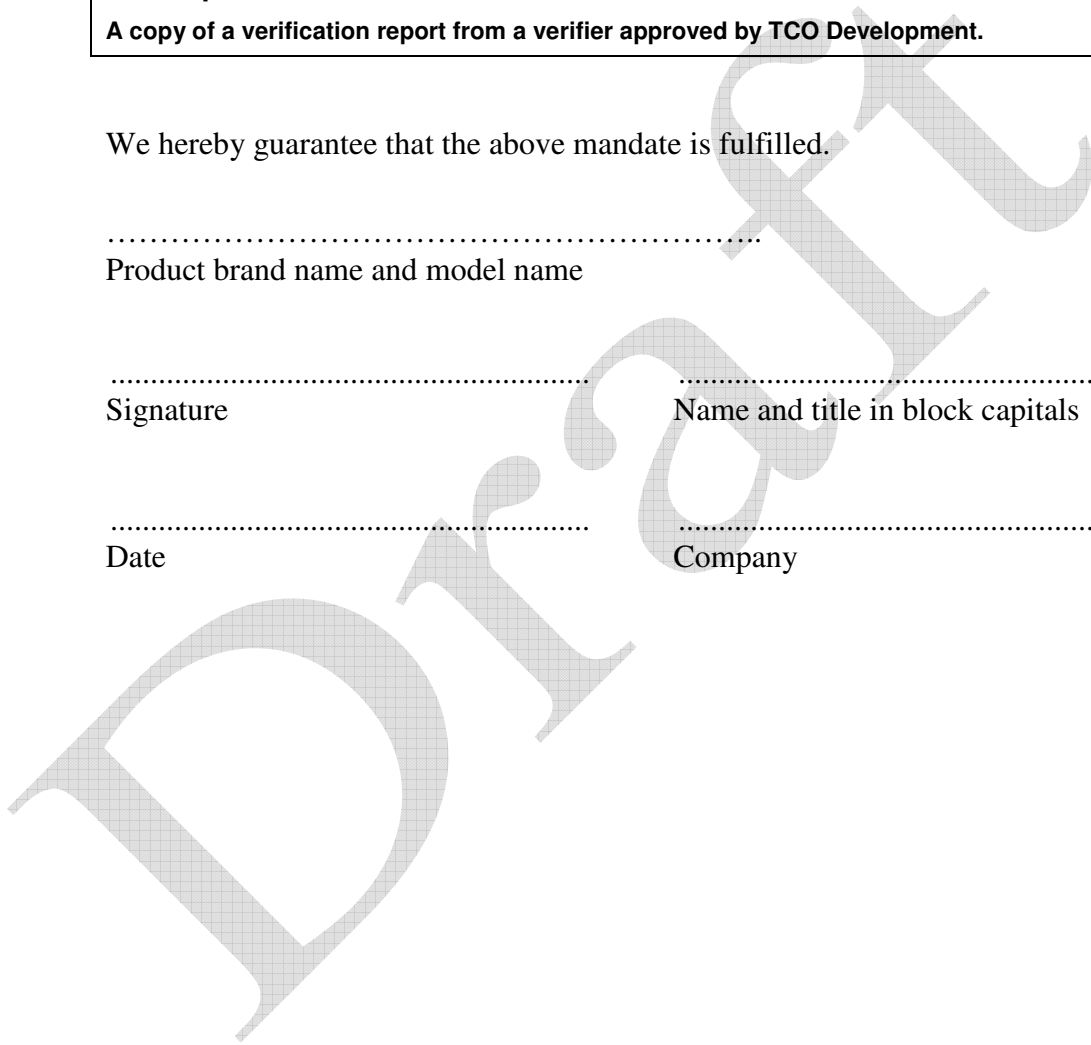 A copy of a verification report from a verifier approved by TCO Development.
We hereby guarantee that the above mandate is fulfilled.
…………………………………………………….. 
Product brand name and model name
............................................................ ....................................................
Signature Name and title in block capitals
............................................................ ....................................................
Date Company
Draft